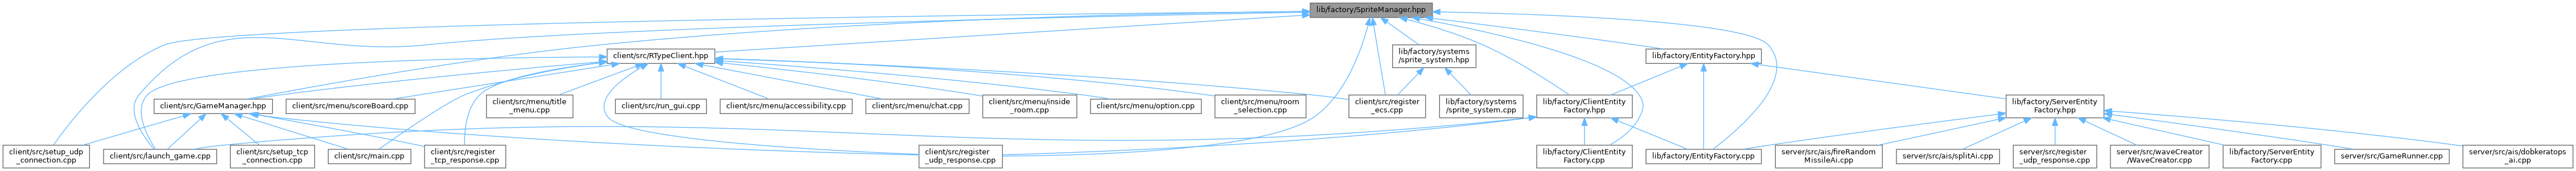 lib/factory/SpriteManager.hpp
client/src/RTypeClient.hpp
lib/factory/systems
/sprite_system.hpp
lib/factory/EntityFactory.hpp
client/src/GameManager.hpp
client/src/menu/scoreBoard.cpp
client/src/menu/title
_menu.cpp
client/src/run_gui.cpp
client/src/menu/accessibility.cpp
client/src/menu/chat.cpp
client/src/menu/inside
_room.cpp
client/src/menu/option.cpp
client/src/menu/room
_selection.cpp
client/src/register
_ecs.cpp
lib/factory/systems
/sprite_system.cpp
lib/factory/ClientEntity
Factory.hpp
lib/factory/ServerEntity
Factory.hpp
client/src/setup_udp
_connection.cpp
client/src/launch_game.cpp
client/src/setup_tcp
_connection.cpp
client/src/main.cpp
client/src/register
_tcp_response.cpp
client/src/register
_udp_response.cpp
lib/factory/ClientEntity
Factory.cpp
lib/factory/EntityFactory.cpp
server/src/ais/fireRandom
MissileAi.cpp
server/src/ais/splitAi.cpp
server/src/register
_udp_response.cpp
server/src/waveCreator
/WaveCreator.cpp
lib/factory/ServerEntity
Factory.cpp
server/src/GameRunner.cpp
server/src/ais/dobkeratops
_ai.cpp